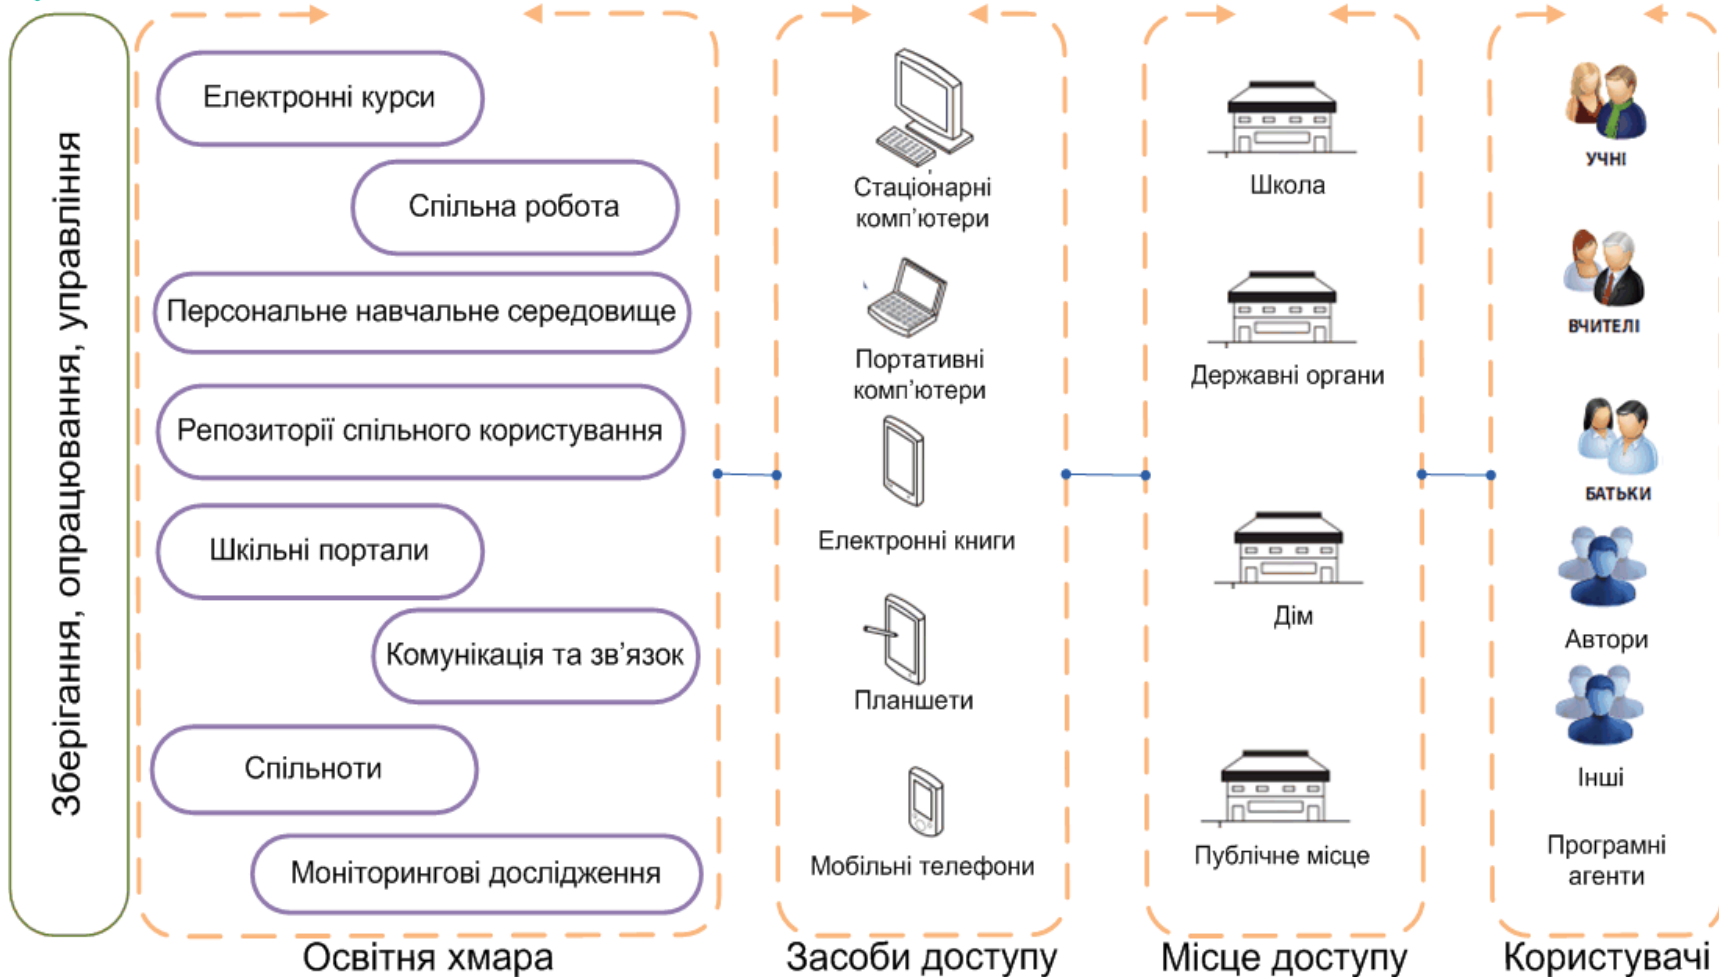 Зберігання, опрацювання, управління
Електронні курси
Спільна робота
Персональне навчальне середовище
Репозиторії спільного користування
Шкільні портали
Комунікація та зв'язок
Спільноти
Моніторингові дослідження
Освітня хмара
Стаціонарні
комп'ютери
Портативні
комп'ютери
Електронні книги
Планшети
Мобільні телефони
Засоби доступу
Школа
Державні органи
Дім
Публічне місце
Місце доступу
УЧНІ
ВЧИТЕЛІ
БАТЬКИ
Автори
Інші
Програмні
агенти
Користувачі